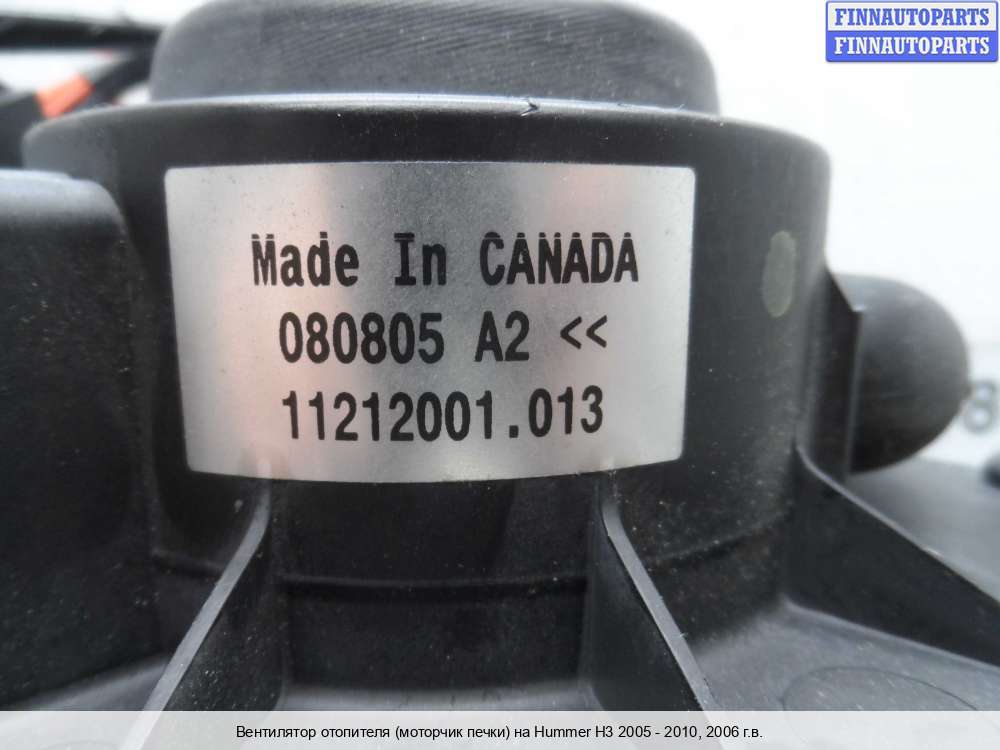 FINNAUTOPARTS
FINNAUTOPARTS
Made In CANADA
080805 A2 <<
11212001.013
8
Вентилятор отопителя (моторчик печки) на Hummer H3 2005 - 2010, 2006 г.в.